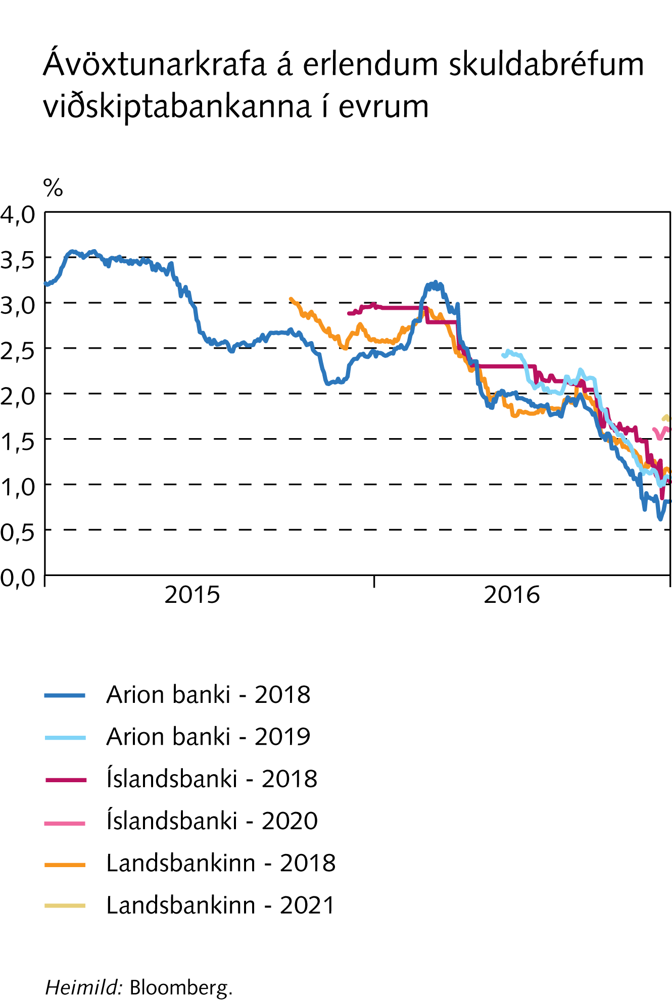 Ávöxtunarkrafa á erlendum skuldabréfum
viðskiptabankanna í evrum
%
4,0
3,5
3,0
2,5
2,0
1,5
1,0
0,5
0,0
2015 2016
Arion banki - 2018
Arion banki - 2019
Íslandsbanki - 2018
Íslandsbanki - 2020
Landsbankinn - 2018
Landsbankinn - 2021
Heimild: Bloomberg.